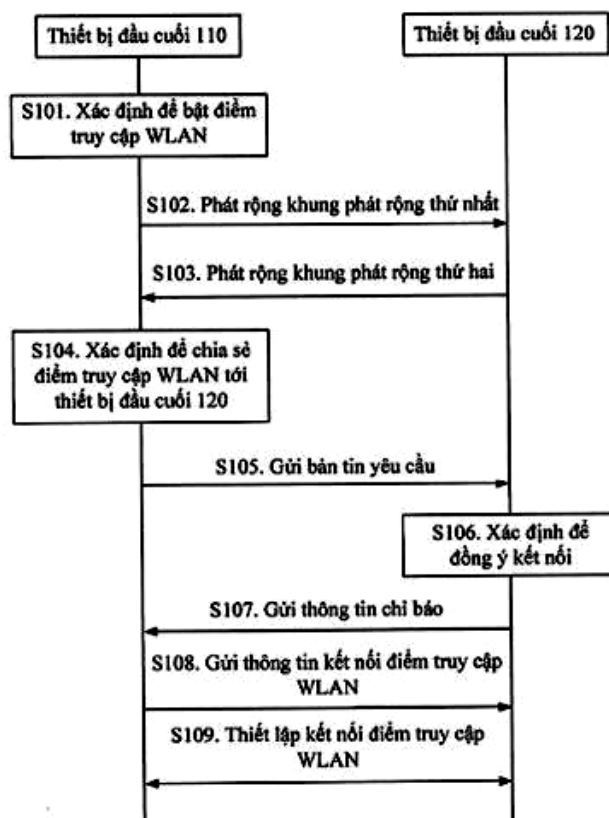 Thiết bị đầu cuối 110
Thiết bị đầu cuối 120
S101. Xác định để bật điểm
truy cập WLAN
S102. Phát rộng khung phát rộng thứ nhất
S103. Phát rộng khung phát rộng thứ hai
S104. Xác định để chia sẻ
điểm truy cập WLAN tới
thiết bị đầu cuối 120
S105. Gửi bản tin yêu cầu
S106. Xác định để
đồng ý kết nối
S107. Gửi thông tin chỉ báo
S108. Gửi thông tin kết nối điểm truy cập
WLAN
S109. Thiết lập kết nối điểm truy cập
WLAN